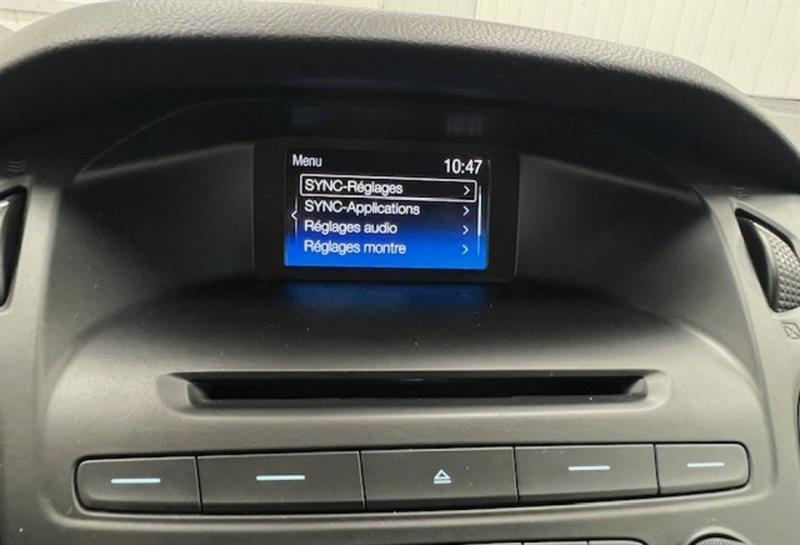 Menu 10:47
SYNC-Réglages
SYNC-Applications
Réglages audio
Réglages montre